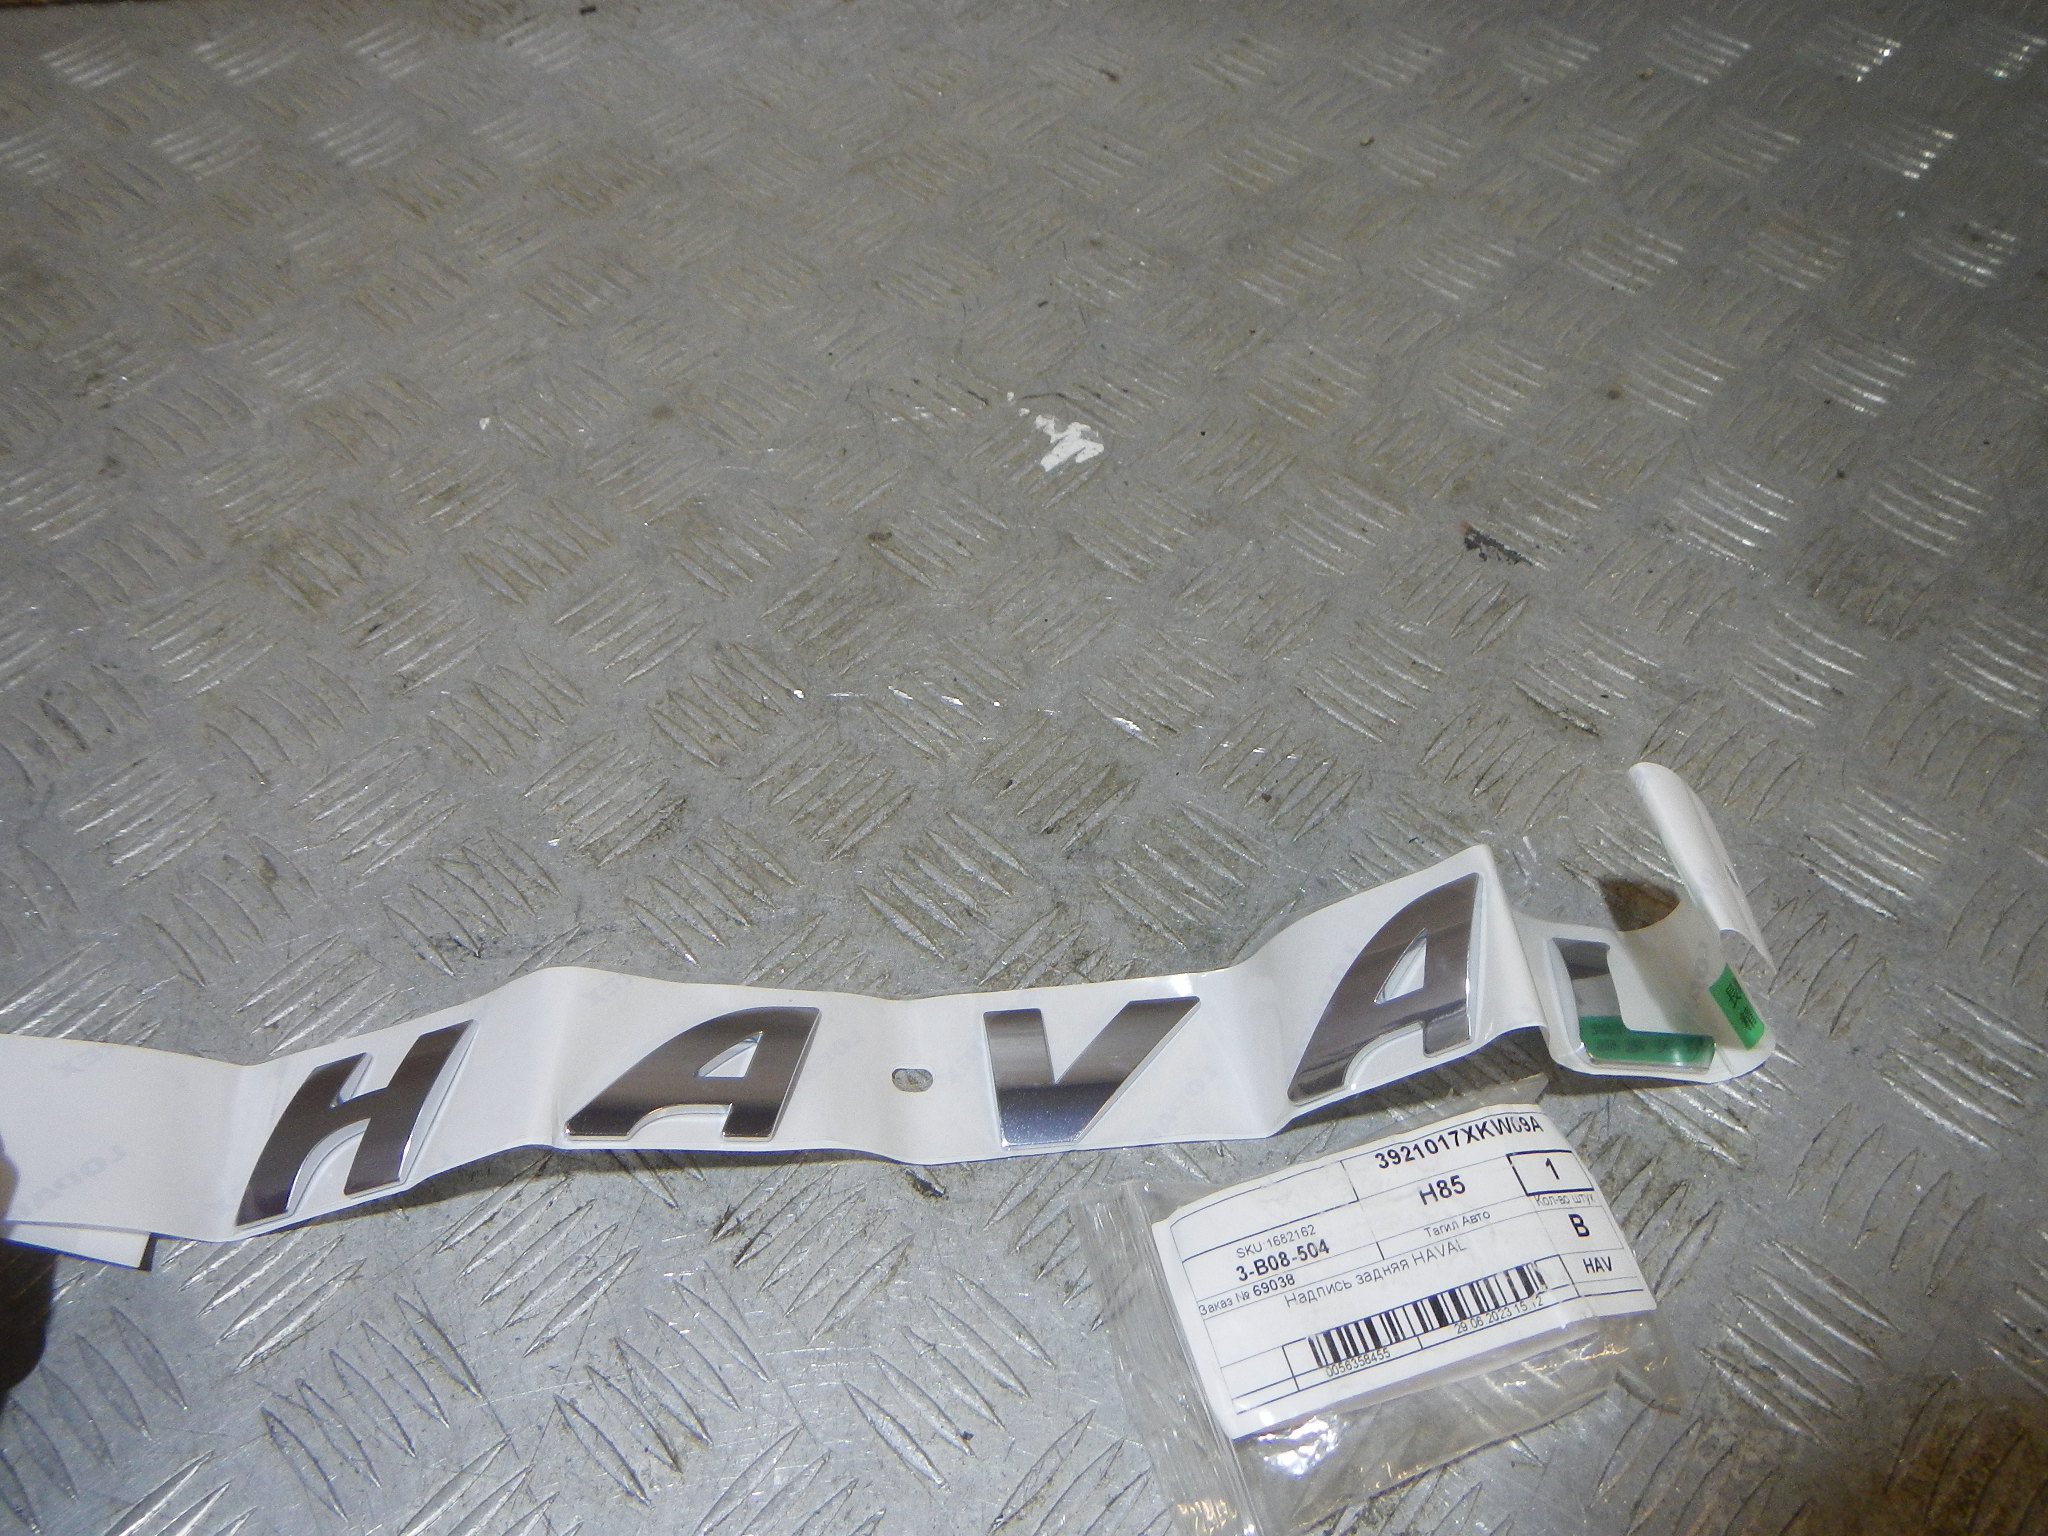 HAVAL
3921017XKW09A
H85
1
Кол-во штук
SKU 1682162
3-B08-504
Тагил Авто
B
Заказ № 69038
Надпись задняя HAVAL
HAV
29.06.2023 15:12
0056358455